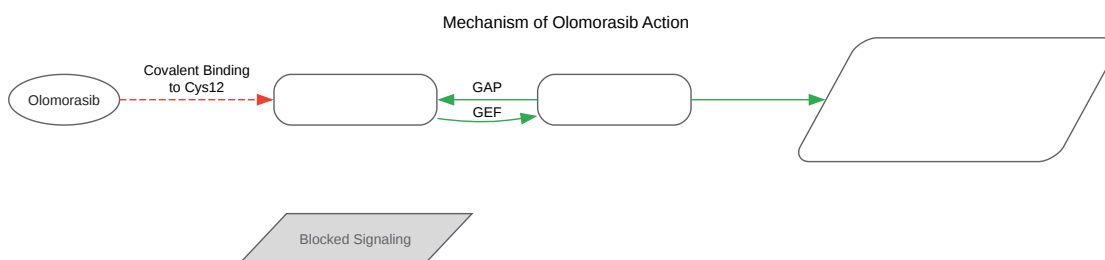 Mechanism of Olomorasib Action
Covalent Binding
to Cys12
Olomorasib
GAP
GEF
Blocked Signaling